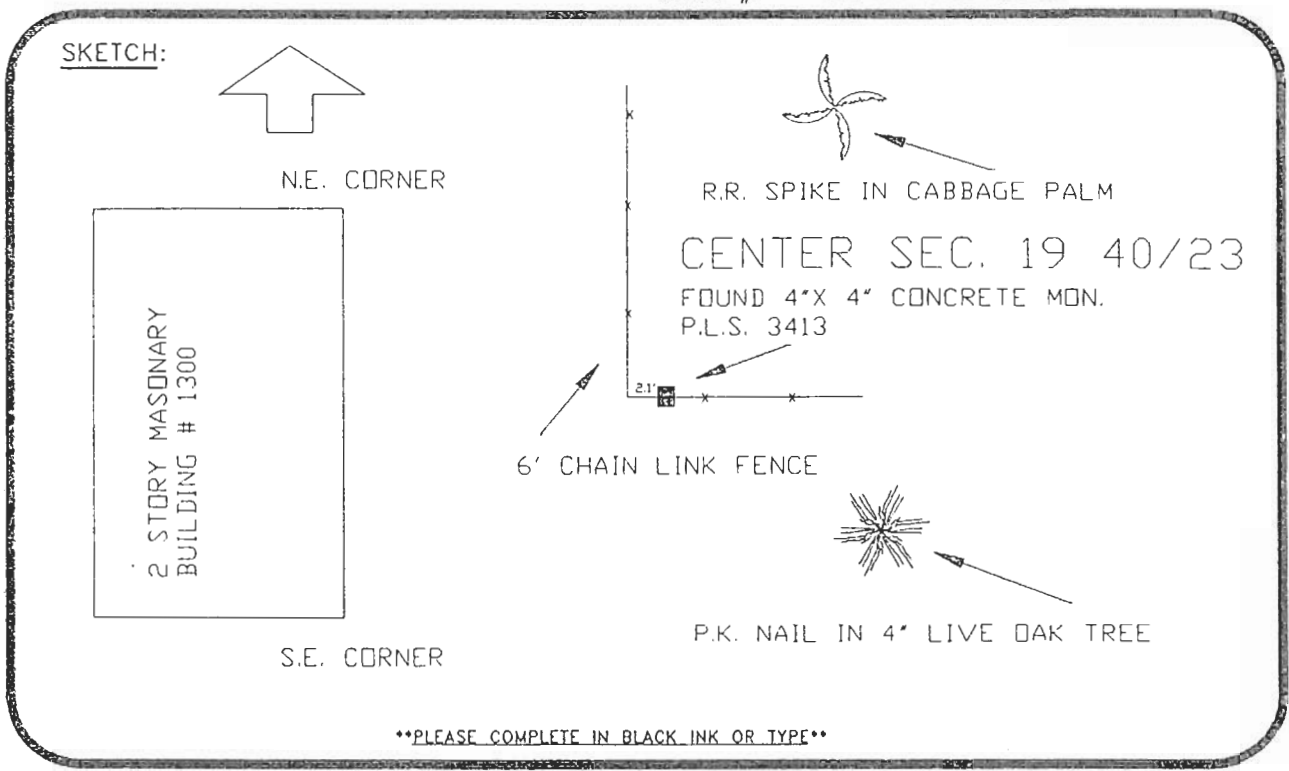 SKETCH:
N.E. CORNER
2 STORY MASONARY
BUILDING # 1300
S.E. CORNER
R.R. SPIKE IN CABBAGE PALM
CENTER SEC. 19 40/23
FOUND 4"X 4" CONCRETE MON.
P.L.S. 3413
2.1'
6' CHAIN LINK FENCE
P.K. NAIL IN 4" LIVE OAK TREE
**PLEASE COMPLETE IN BLACK INK OR TYPE**